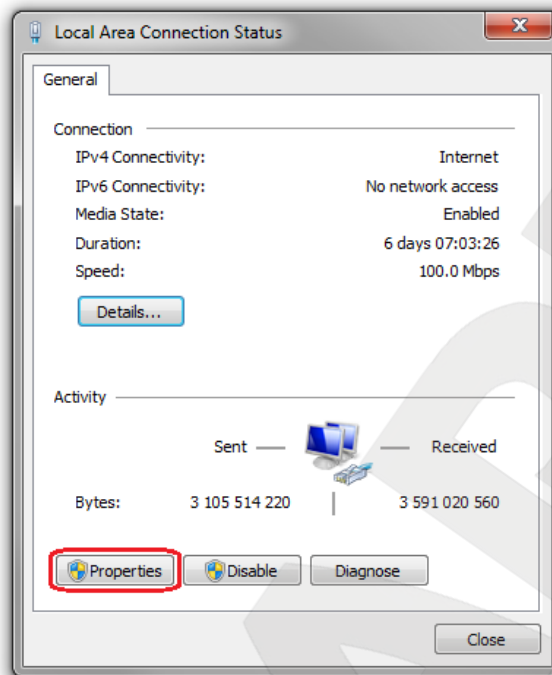 Local Area Connection Status
General
Connection
IPv4 Connectivity: Internet
IPv6 Connectivity: No network access
Media State: Enabled
Duration: 6 days 07:03:26
Speed: 100.0 Mbps
Details...
Activity
Sent Received
Bytes: 3 105 514 220 3 591 020 560
Properties Disable Diagnose
Close